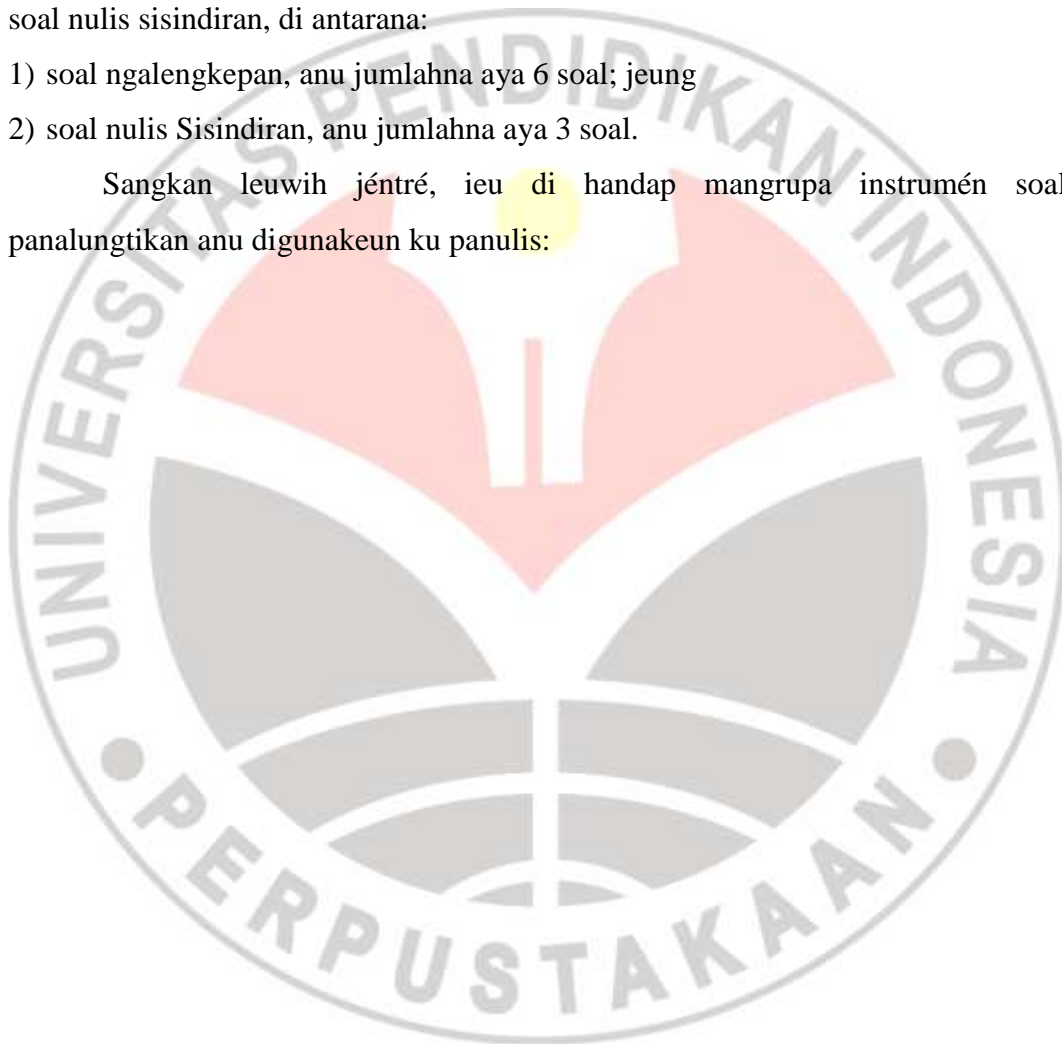 soal nulis sisindiran, di antarana:
1) soal ngalengkepan, anu jumlahna aya 6 soal; jeung
2) soal nulis Sisindiran, anu jumlahna aya 3 soal.
Sangkan leuwih jéntré, ieu di handap mangrupa instrumén soal
panalungtikan anu digunakeun ku panulis:
UNIVERSITAS PENDIDIKAN INDONESIA
PERPUSTAKAAN